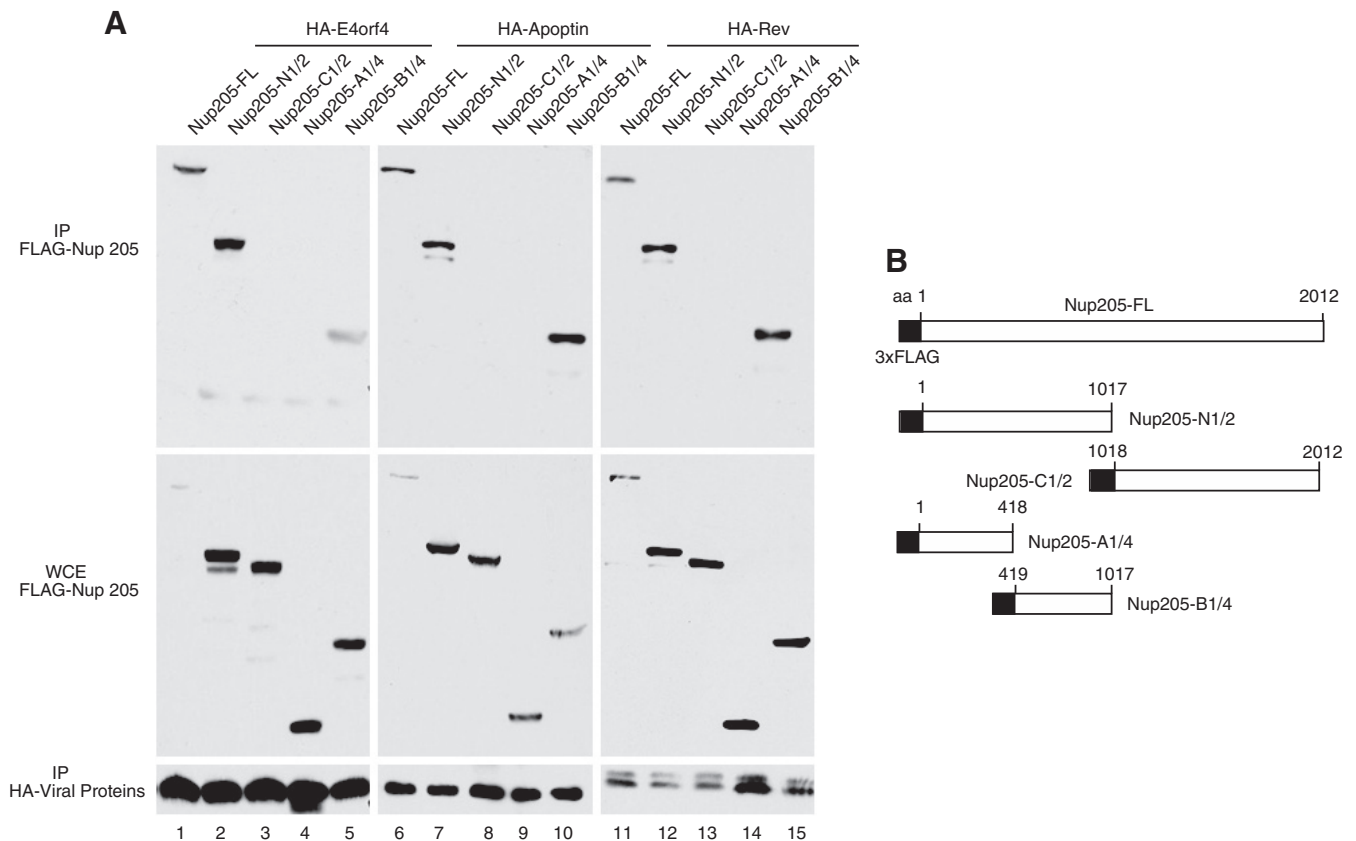 A
HA-E4orf4
HA-Apoptin
HA-Rev
Nup205-FL
Nup205-N1/2
Nup205-C1/2
Nup205-A1/4
Nup205-B1/4
Nup205-FL
Nup205-N1/2
Nup205-C1/2
Nup205-A1/4
Nup205-B1/4
Nup205-FL
Nup205-N1/2
Nup205-C1/2
Nup205-A1/4
Nup205-B1/4
IP
FLAG-Nup 205
WCE
FLAG-Nup 205
IP
HA-Viral Proteins
1 2 3 4 5 6 7 8 9 10 11 12 13 14 15
B
aa 1 Nup205-FL 2012
3xFLAG
1 1017
Nup205-N1/2
1018 2012
Nup205-C1/2
1 418
Nup205-A1/4
419 1017
Nup205-B1/4